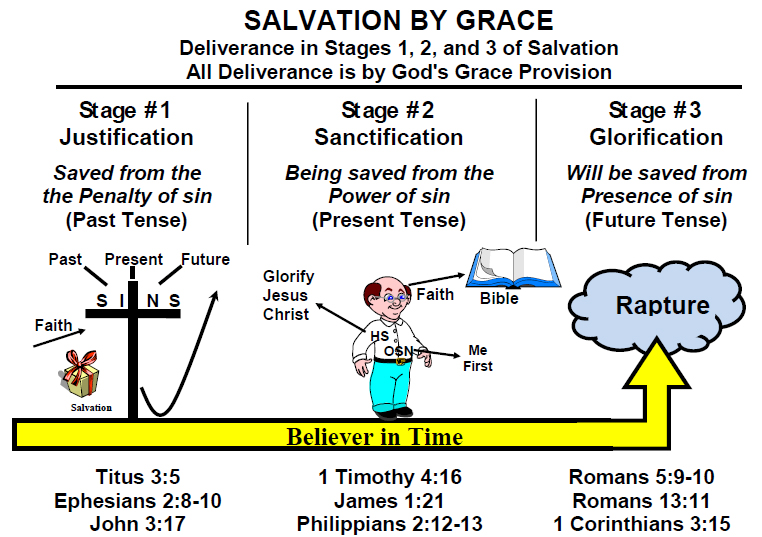 SALVATION BY GRACE
Deliverance in Stages 1, 2, and 3 of Salvation
All Deliverance is by God's Grace Provision
Stage #1
Justification
Saved from the
the Penalty of sin
(Past Tense)
Stage #2
Sanctification
Being saved from the
Power of sin
(Present Tense)
Stage #3
Glorification
Will be saved from
Presence of sin
(Future Tense)
Past Present Future
S I N S
Faith
Salvation
Glorify
Jesus
Christ
Faith
Bible
HS
OSN
Me
First
Rapture
Believer in Time
Titus 3:5
Ephesians 2:8-10
John 3:17
1 Timothy 4:16
James 1:21
Philippians 2:12-13
Romans 5:9-10
Romans 13:11
1 Corinthians 3:15